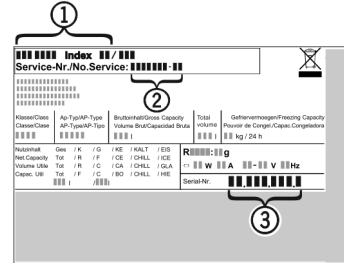 1
Index /
Service-Nr./No.Service: -
2
Klasse/Class Ap-Typ/AP-Type Bruttoinhalt/Gross Capacity Total Gefriervermoegen/Freezing Capacity
Classe/Clase AP-Type/AP-Tipo Volume Brut/Capacidad Bruta volume Pouvoir de Congel./Capac.Congeladora
l l kg / 24 h
Nutzinhalt Ges / K / G / KE / KALT / EIS
Net.Capacity Tot / R / F / CE / CHILL / ICE
Volume Utile Tot / R / C / CA / CHILL / GLA
Capac. Util Tot / F / C / BO / CHILL / HIE
l / l
R : g
W A - V Hz
Serial-Nr. . .
3